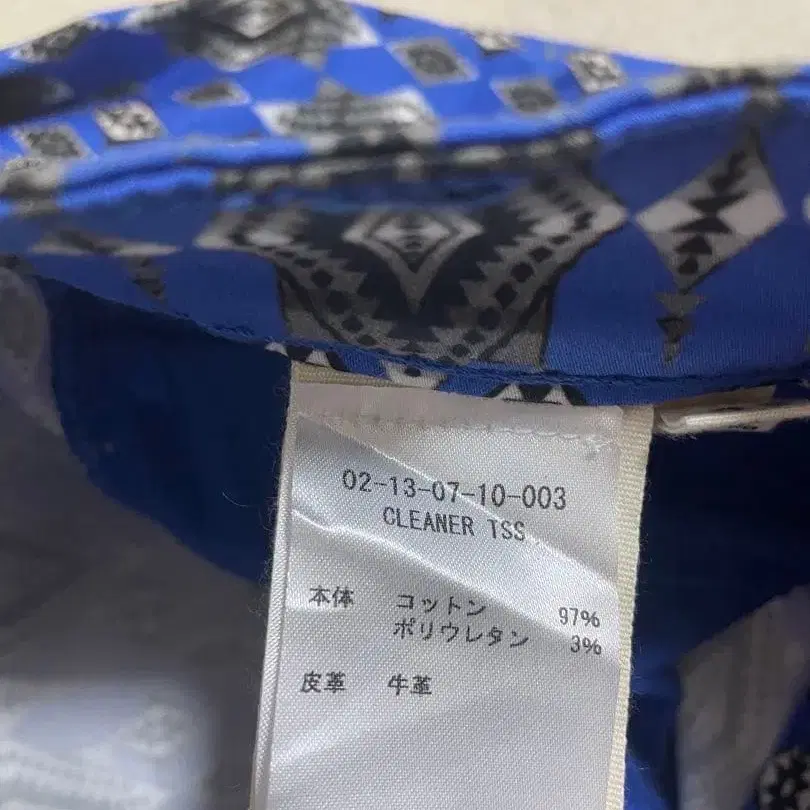 02-13-07-10-003
CLEANER TSS
本体 コットン 97%
ポリウレタン 3%
皮革 牛革